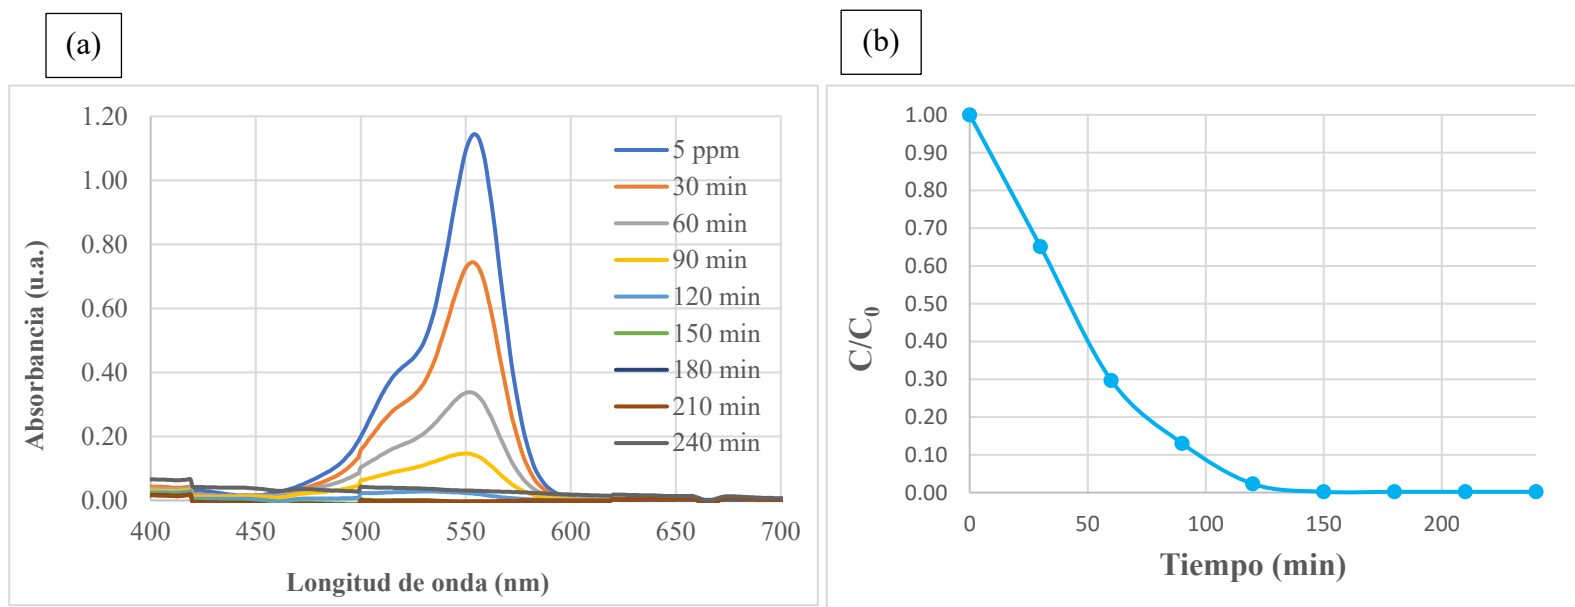 (a)
(b)
Absorbancia (u.a.)
1.20
1.00
0.80
0.60
0.40
0.20
0.00
400
450
500
550
600
650
700
Longitud de onda (nm)
5 ppm
30 min
60 min
90 min
120 min
150 min
180 min
210 min
240 min
C/C₀
1.00
0.90
0.80
0.70
0.60
0.50
0.40
0.30
0.20
0.10
0.00
0
50
100
150
200
Tiempo (min)